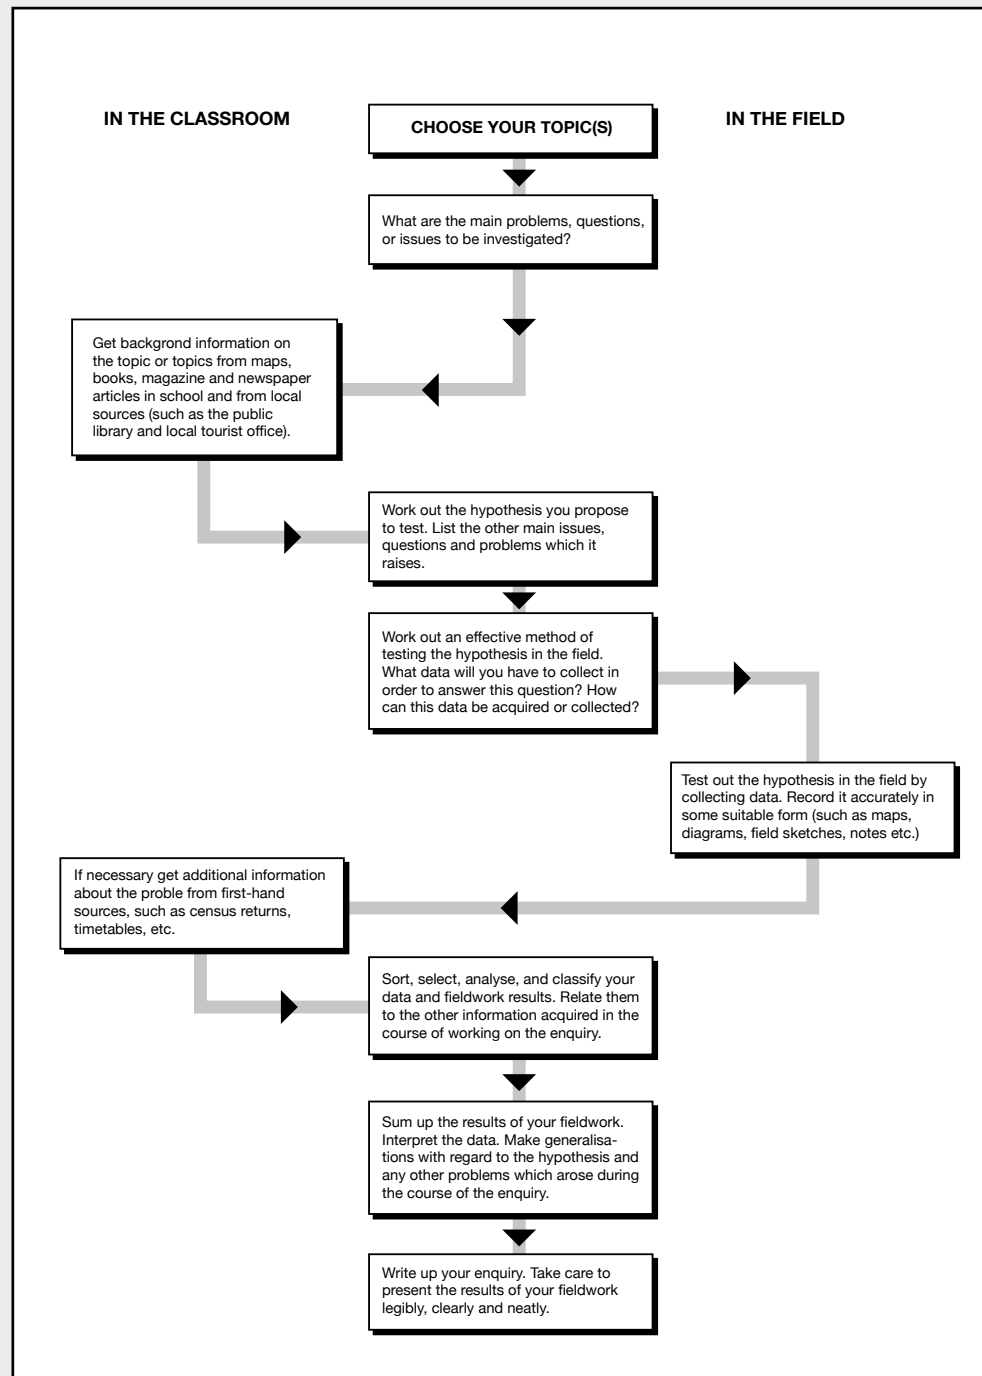 IN THE CLASSROOM
CHOOSE YOUR TOPIC(S)
IN THE FIELD
What are the main problems, questions,
or issues to be investigated?
Get backgrond information on
the topic or topics from maps,
books, magazine and newspaper
articles in school and from local
sources (such as the public
library and local tourist office).
Work out the hypothesis you propose
to test. List the other main issues,
questions and problems which it
raises.
Work out an effective method of
testing the hypothesis in the field.
What data will you have to collect in
order to answer this question? How
can this data be acquired or collected?
Test out the hypothesis in the field by
collecting data. Record it accurately in
some suitable form (such as maps,
diagrams, field sketches, notes etc.)
If necessary get additional information
about the proble from first-hand
sources, such as census returns,
timetables, etc.
Sort, select, analyse, and classify your
data and fieldwork results. Relate them
to the other information acquired in the
course of working on the enquiry.
Sum up the results of your fieldwork.
Interpret the data. Make generalisa-
tions with regard to the hypothesis and
any other problems which arose during
the course of the enquiry.
Write up your enquiry. Take care to
present the results of your fieldwork
legibly, clearly and neatly.